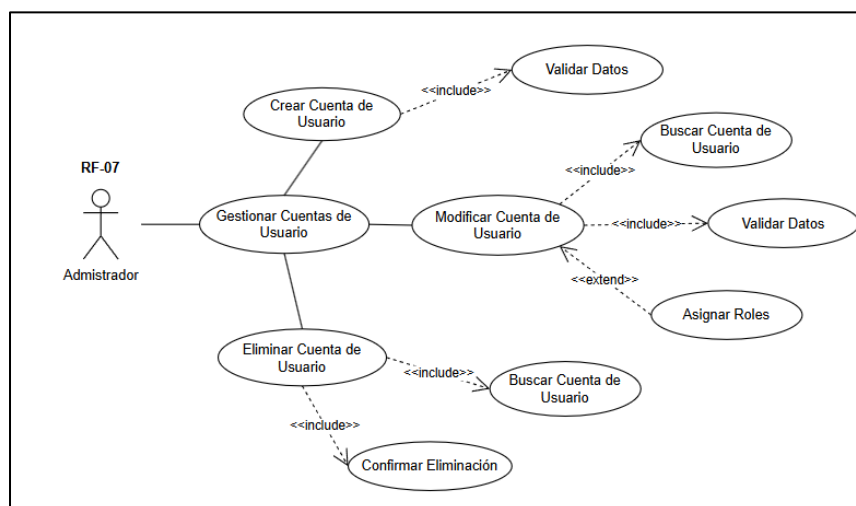 Validar Datos
<<include>>
Crear Cuenta de
Usuario
Buscar Cuenta de
Usuario
<<include>>
RF-07
Gestionar Cuentas de
Usuario
Modificar Cuenta de
Usuario
<<include>>
Validar Datos
Admistrador
<<extend>>
Asignar Roles
Eliminar Cuenta de
Usuario
<<include>>
Buscar Cuenta de
Usuario
<<include>>
Confirmar Eliminación